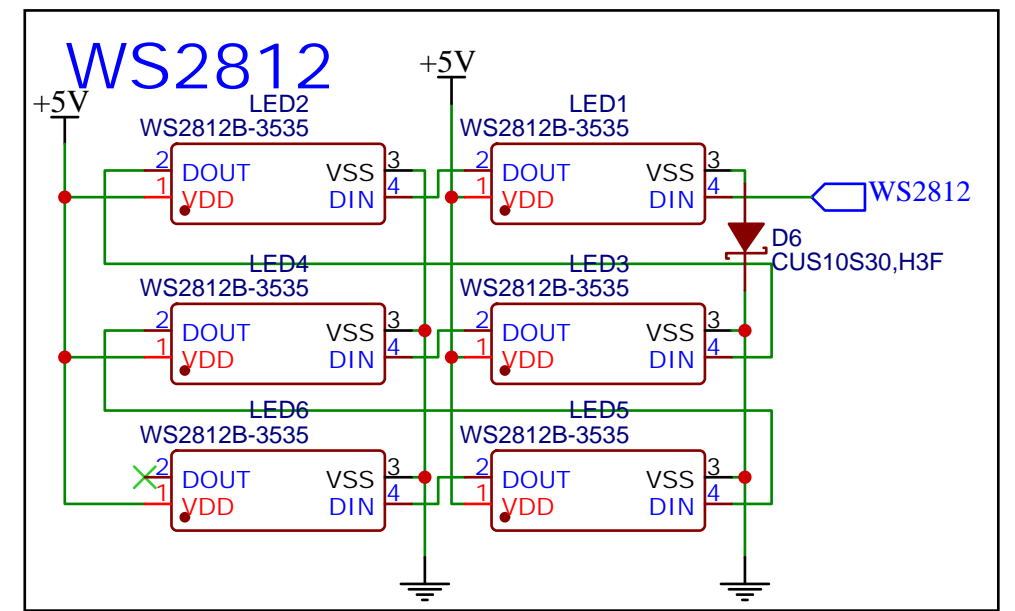 WS2812
+5V
+5V
LED2
WS2812B-3535
2 DOUT VSS 3
1 VDD DIN 4
LED1
WS2812B-3535
2 DOUT VSS 3
1 VDD DIN 4
WS2812
D6
CUS10S30,H3F
LED4
WS2812B-3535
2 DOUT VSS 3
1 VDD DIN 4
LED3
WS2812B-3535
2 DOUT VSS 3
1 VDD DIN 4
LED6
WS2812B-3535
2 DOUT VSS 3
1 VDD DIN 4
LED5
WS2812B-3535
2 DOUT VSS 3
1 VDD DIN 4